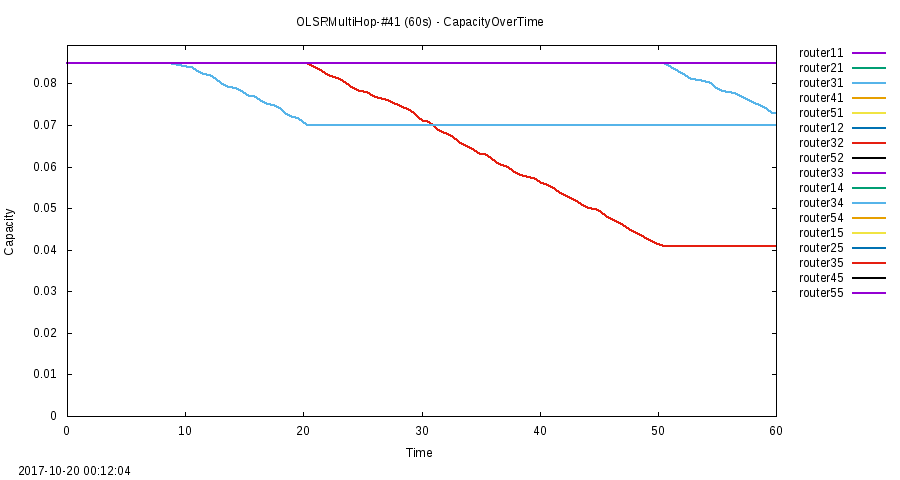 OLSRMultiHop-#41 (60s) - CapacityOverTime
router11
router21
router31
router41
router51
router12
router32
router52
router33
router14
router34
router54
router15
router25
router35
router45
router55
0.08
0.07
0.06
0.05
0.04
0.03
0.02
0.01
0
Capacity
0 10 20 30 40 50 60
Time
2017-10-20 00:12:04